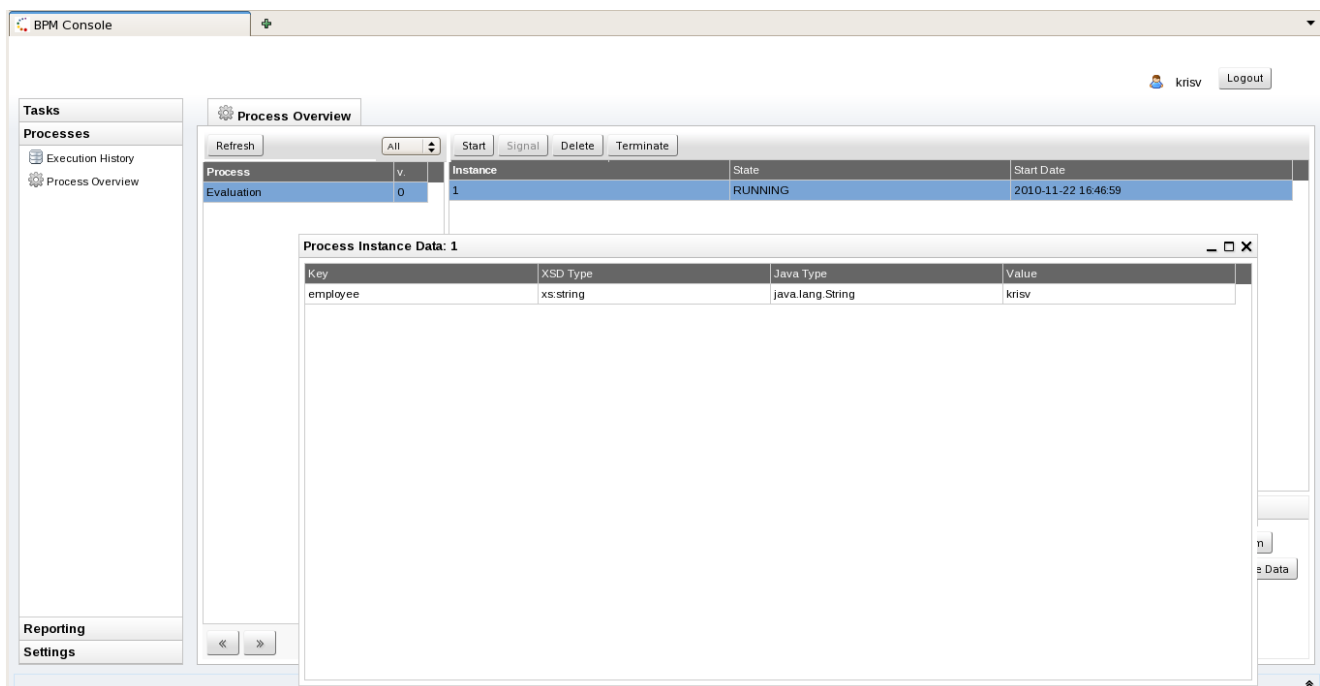 BPM Console
krisv Logout
Tasks
Processes
Execution History
Process Overview
Reporting
Settings
Process Overview
Refresh All
Process v.
Evaluation 0
« »
Start Signal Delete Terminate
Instance State Start Date
1 RUNNING 2010-11-22 16:46:59
Process Instance Data: 1
Key XSD Type Java Type Value
employee xs:string java.lang.String krisv
m
e Data